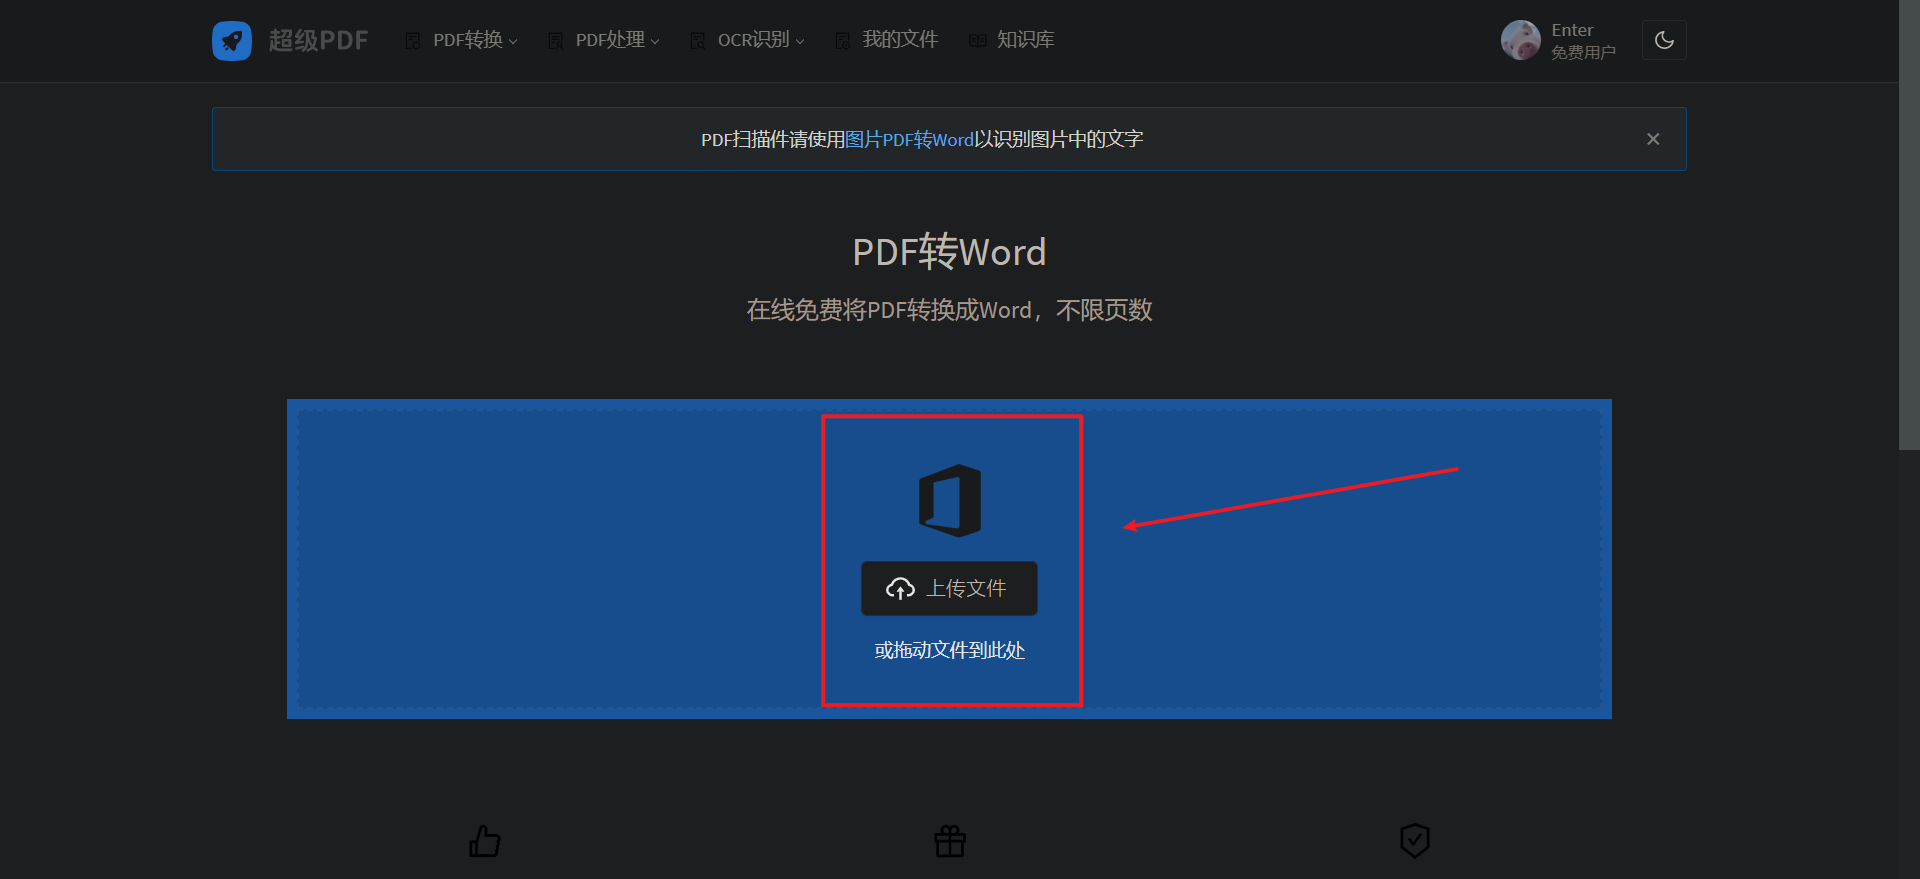 超级PDF
PDF转换
PDF处理
OCR识别
我的文件
知识库
Enter
免费用户
PDF扫描件请使用图片PDF转Word以识别图片中的文字
PDF转Word
在线免费将PDF转换成Word，不限页数
上传文件
或拖动文件到此处